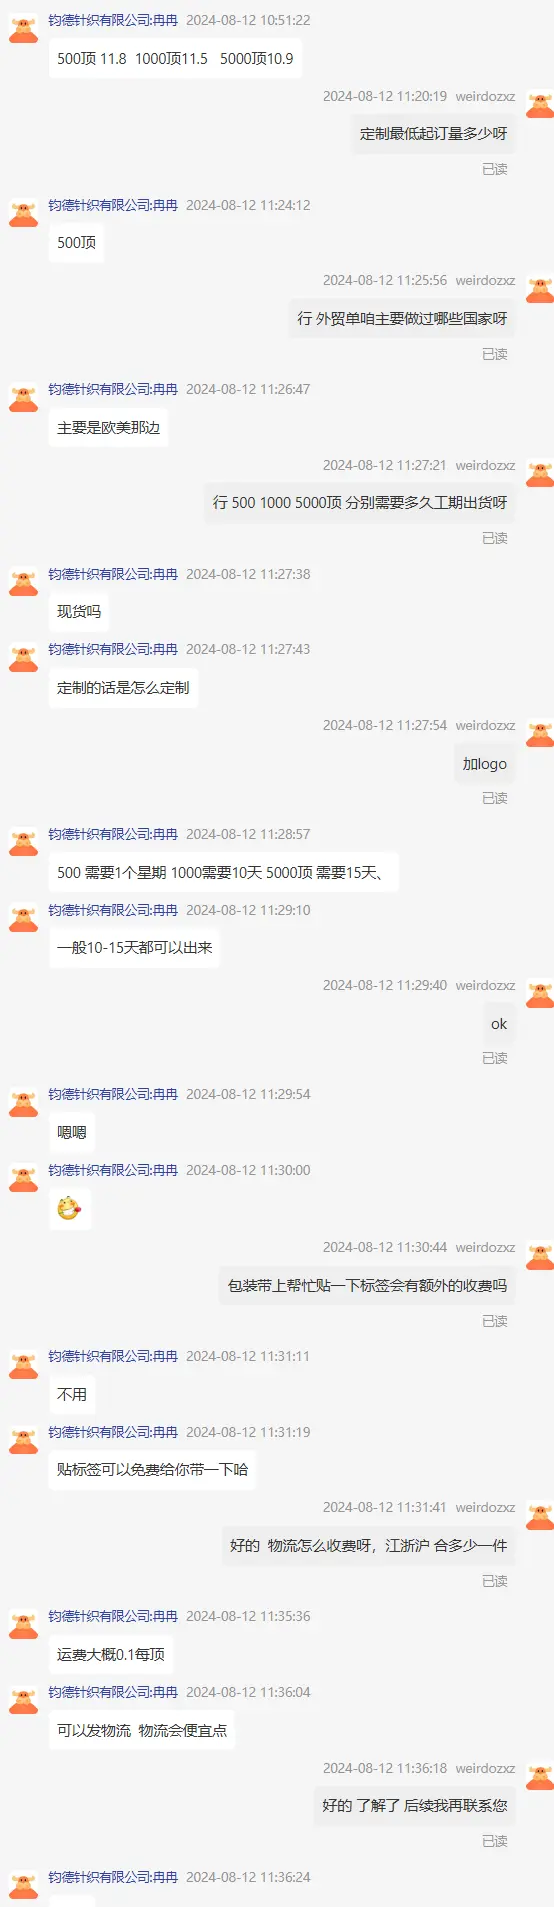 钧德针织有限公司:冉冉 2024-08-12 10:51:22
500顶 11.8 1000顶11.5 5000顶10.9
2024-08-12 11:20:19 weirdozxz
定制最低起订量多少呀
已读
钧德针织有限公司:冉冉 2024-08-12 11:24:12
500顶
2024-08-12 11:25:56 weirdozxz
行 外贸单咱主要做过哪些国家呀
已读
钧德针织有限公司:冉冉 2024-08-12 11:26:47
主要是欧美那边
2024-08-12 11:27:21 weirdozxz
行 500 1000 5000顶 分别需要多久工期出货呀
已读
钧德针织有限公司:冉冉 2024-08-12 11:27:38
现货吗
钧德针织有限公司:冉冉 2024-08-12 11:27:43
定制的话是怎么定制
2024-08-12 11:27:54 weirdozxz
加logo
已读
钧德针织有限公司:冉冉 2024-08-12 11:28:57
500 需要1个星期 1000需要10天 5000顶 需要15天、
钧德针织有限公司:冉冉 2024-08-12 11:29:10
一般10-15天都可以出来
2024-08-12 11:29:40 weirdozxz
ok
已读
钧德针织有限公司:冉冉 2024-08-12 11:29:54
嗯嗯
钧德针织有限公司:冉冉 2024-08-12 11:30:00
2024-08-12 11:30:44 weirdozxz
包装带上帮忙贴一下标签会有额外的收费吗
已读
钧德针织有限公司:冉冉 2024-08-12 11:31:11
不用
钧德针织有限公司:冉冉 2024-08-12 11:31:19
贴标签可以免费给你带一下哈
2024-08-12 11:31:41 weirdozxz
好的 物流怎么收费呀，江浙沪 合多少一件
已读
钧德针织有限公司:冉冉 2024-08-12 11:35:36
运费大概0.1每顶
钧德针织有限公司:冉冉 2024-08-12 11:36:04
可以发物流 物流会便宜点
2024-08-12 11:36:18 weirdozxz
好的 了解了 后续我再联系您
已读
钧德针织有限公司:冉冉 2024-08-12 11:36:24